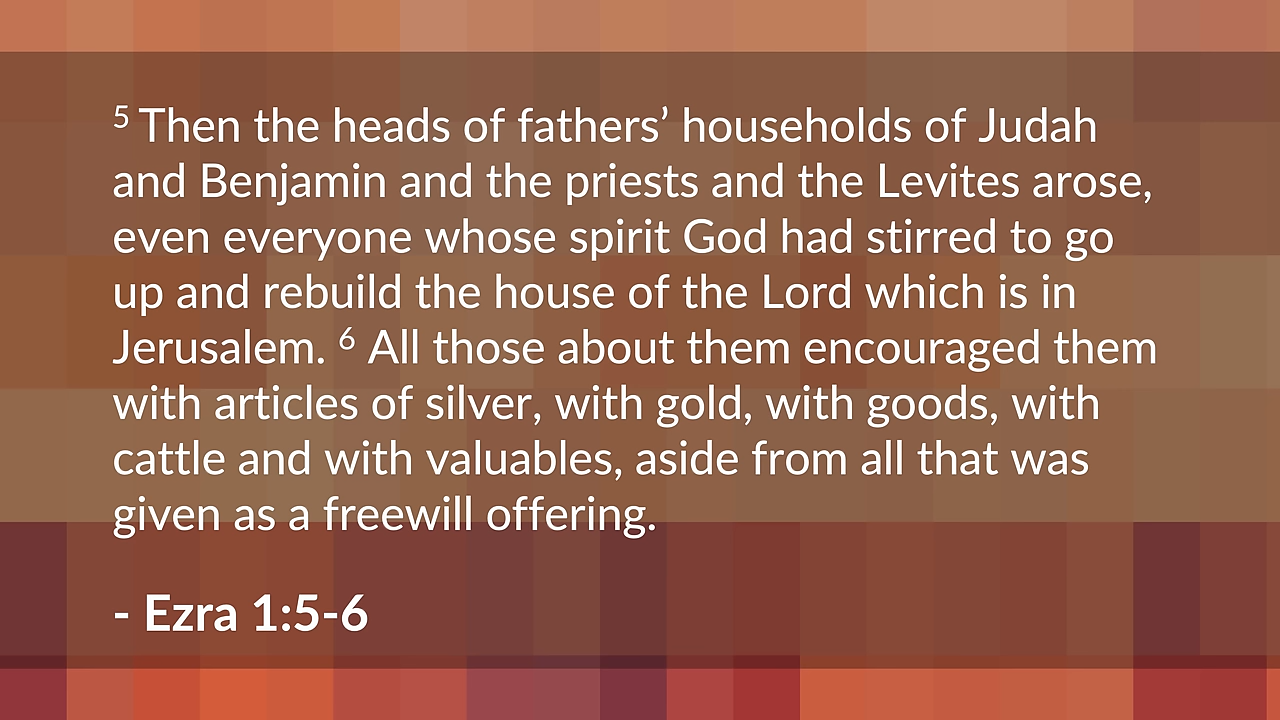 ⁵ Then the heads of fathers’ households of Judah
and Benjamin and the priests and the Levites arose,
even everyone whose spirit God had stirred to go
up and rebuild the house of the Lord which is in
Jerusalem. ⁶ All those about them encouraged them
with articles of silver, with gold, with goods, with
cattle and with valuables, aside from all that was
given as a freewill offering.
- Ezra 1:5-6